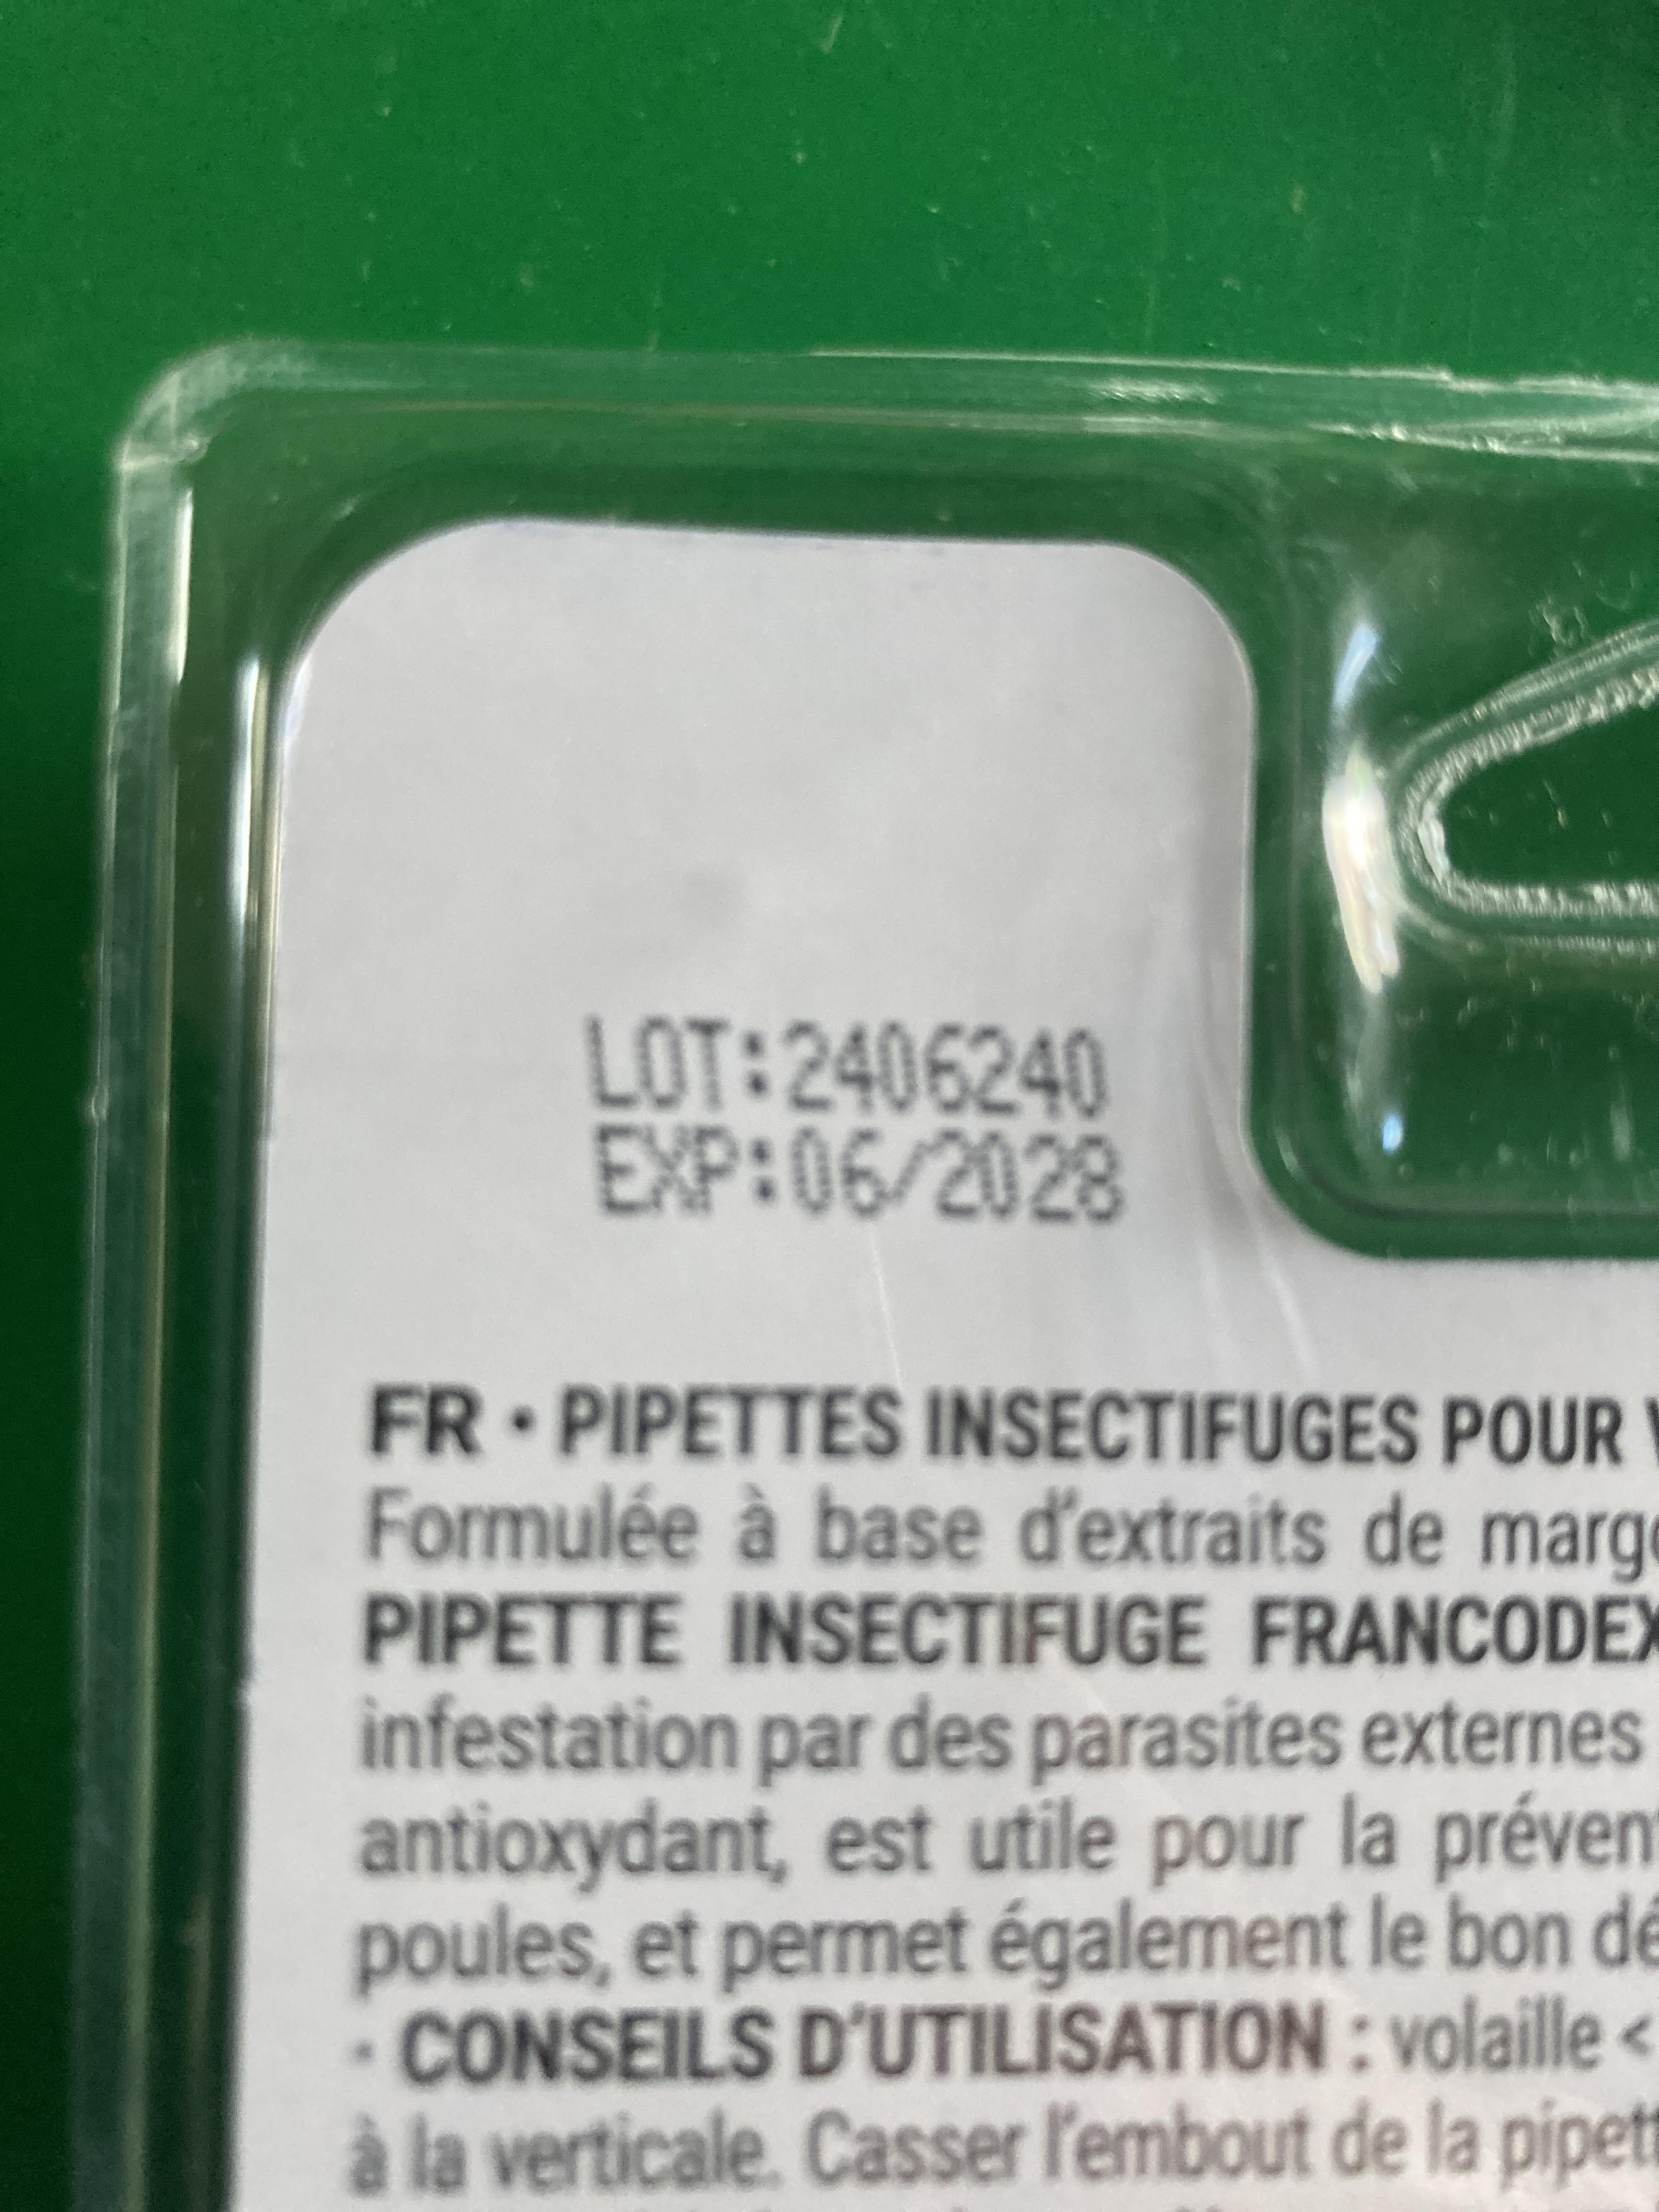 LOT:2406240
EXP:06/2028
FR • PIPETTES INSECTIFUGES POUR
Formulée à base d'extraits de
PIPETTE INSECTIFUGE FRANCODEX
infestation par des parasites externes
antioxydant, est utile pour la
poules, et permet également le bon
• CONSEILS D'UTILISATION : volaille <
à la verticale. Casser l'embout de la